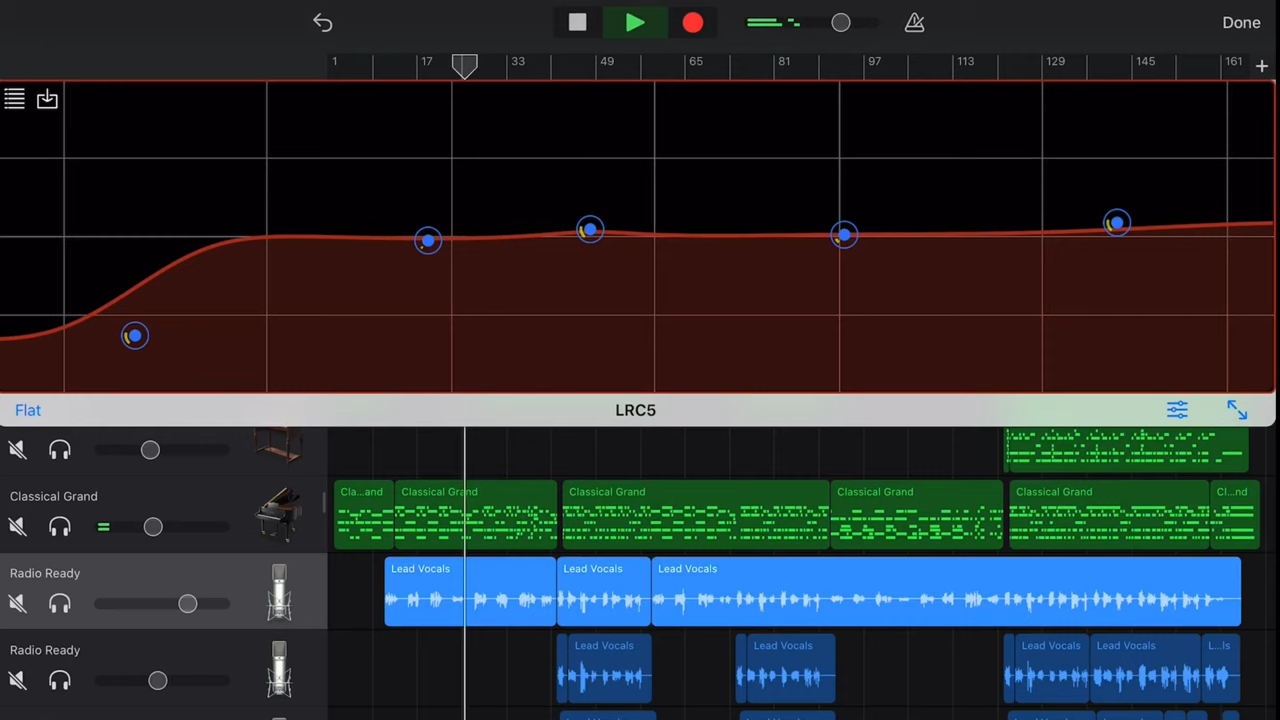 Done
1 17 33 49 65 81 97 113 129 145 161
Flat LRC5
Classical Grand
Cla...and Classical Grand Classical Grand Classical Grand Classical Grand Cl...nd
Radio Ready
Lead Vocals Lead Vocals Lead Vocals
Radio Ready
Lead Vocals Lead Vocals Lead Vocals Lead Vocals L...ls